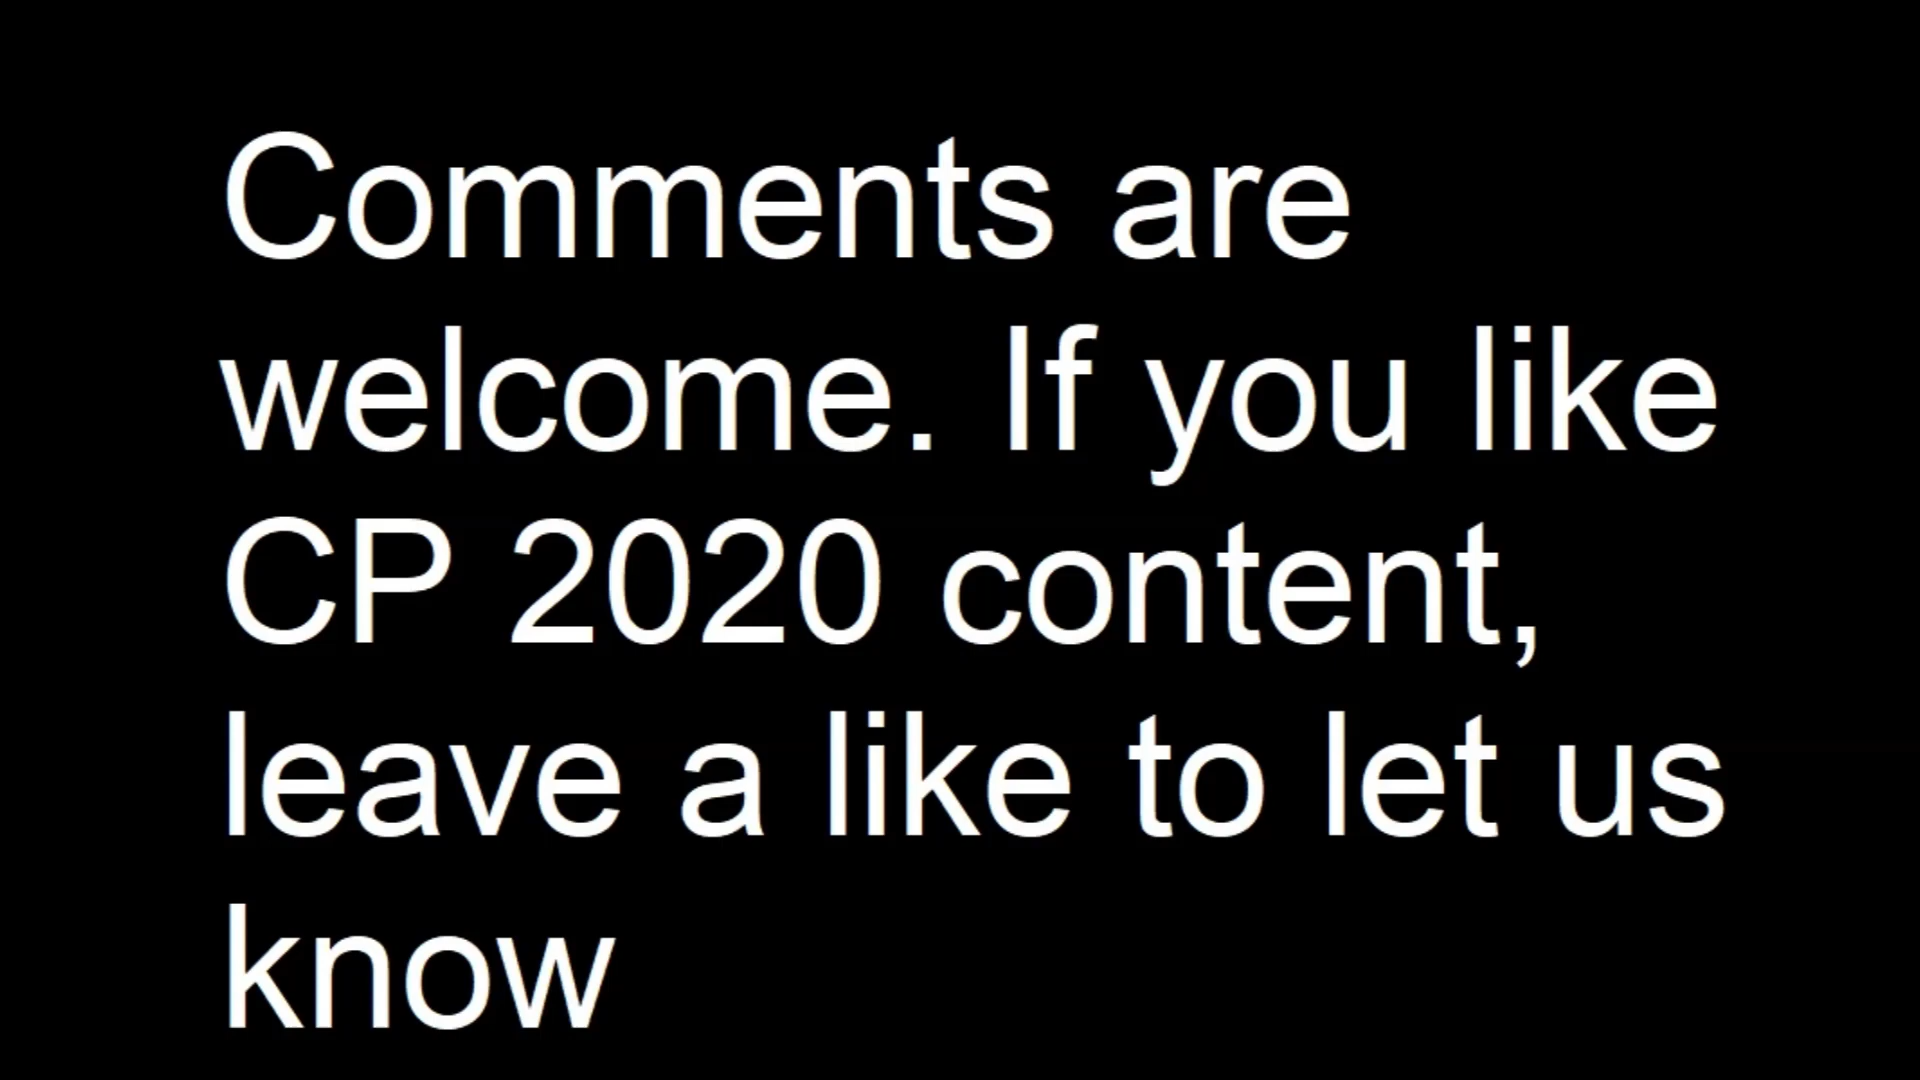 Comments are
welcome. If you like
CP 2020 content,
leave a like to let us
know